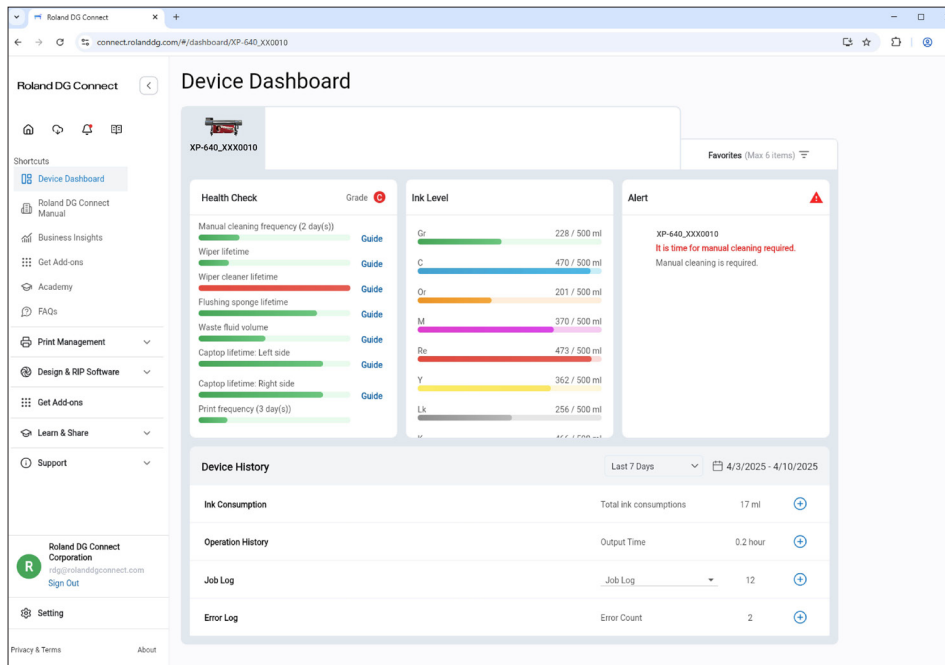 Roland DG Connect
connect.rolanddg.com/#/dashboard/XP-640_XX0010
Roland DG Connect
Shortcuts
Device Dashboard
Roland DG Connect
Manual
Business Insights
Get Add-ons
Academy
FAQs
Print Management
Design & RIP Software
Get Add-ons
Learn & Share
Support
R
Roland DG Connect
Corporation
rdg@rolanddgconnect.com
Sign Out
Setting
Privacy & Terms
About
Device Dashboard
XP-640_XXX0010
Favorites (Max 6 items)
Health Check
Grade C
Manual cleaning frequency (2 day(s))
Guide
Wiper lifetime
Guide
Wiper cleaner lifetime
Guide
Flushing sponge lifetime
Guide
Waste fluid volume
Guide
Captop lifetime: Left side
Guide
Captop lifetime: Right side
Guide
Print frequency (3 day(s))
Ink Level
Gr 228 / 500 ml
C 470 / 500 ml
Or 201 / 500 ml
M 370 / 500 ml
Re 473 / 500 ml
Y 362 / 500 ml
Lk 256 / 500 ml
Alert
XP-640_XXX0010
It is time for manual cleaning required.
Manual cleaning is required.
Device History
Last 7 Days
4/3/2025 - 4/10/2025
Ink Consumption Total ink consumptions 17 ml
Operation History Output Time 0.2 hour
Job Log Job Log 12
Error Log Error Count 2